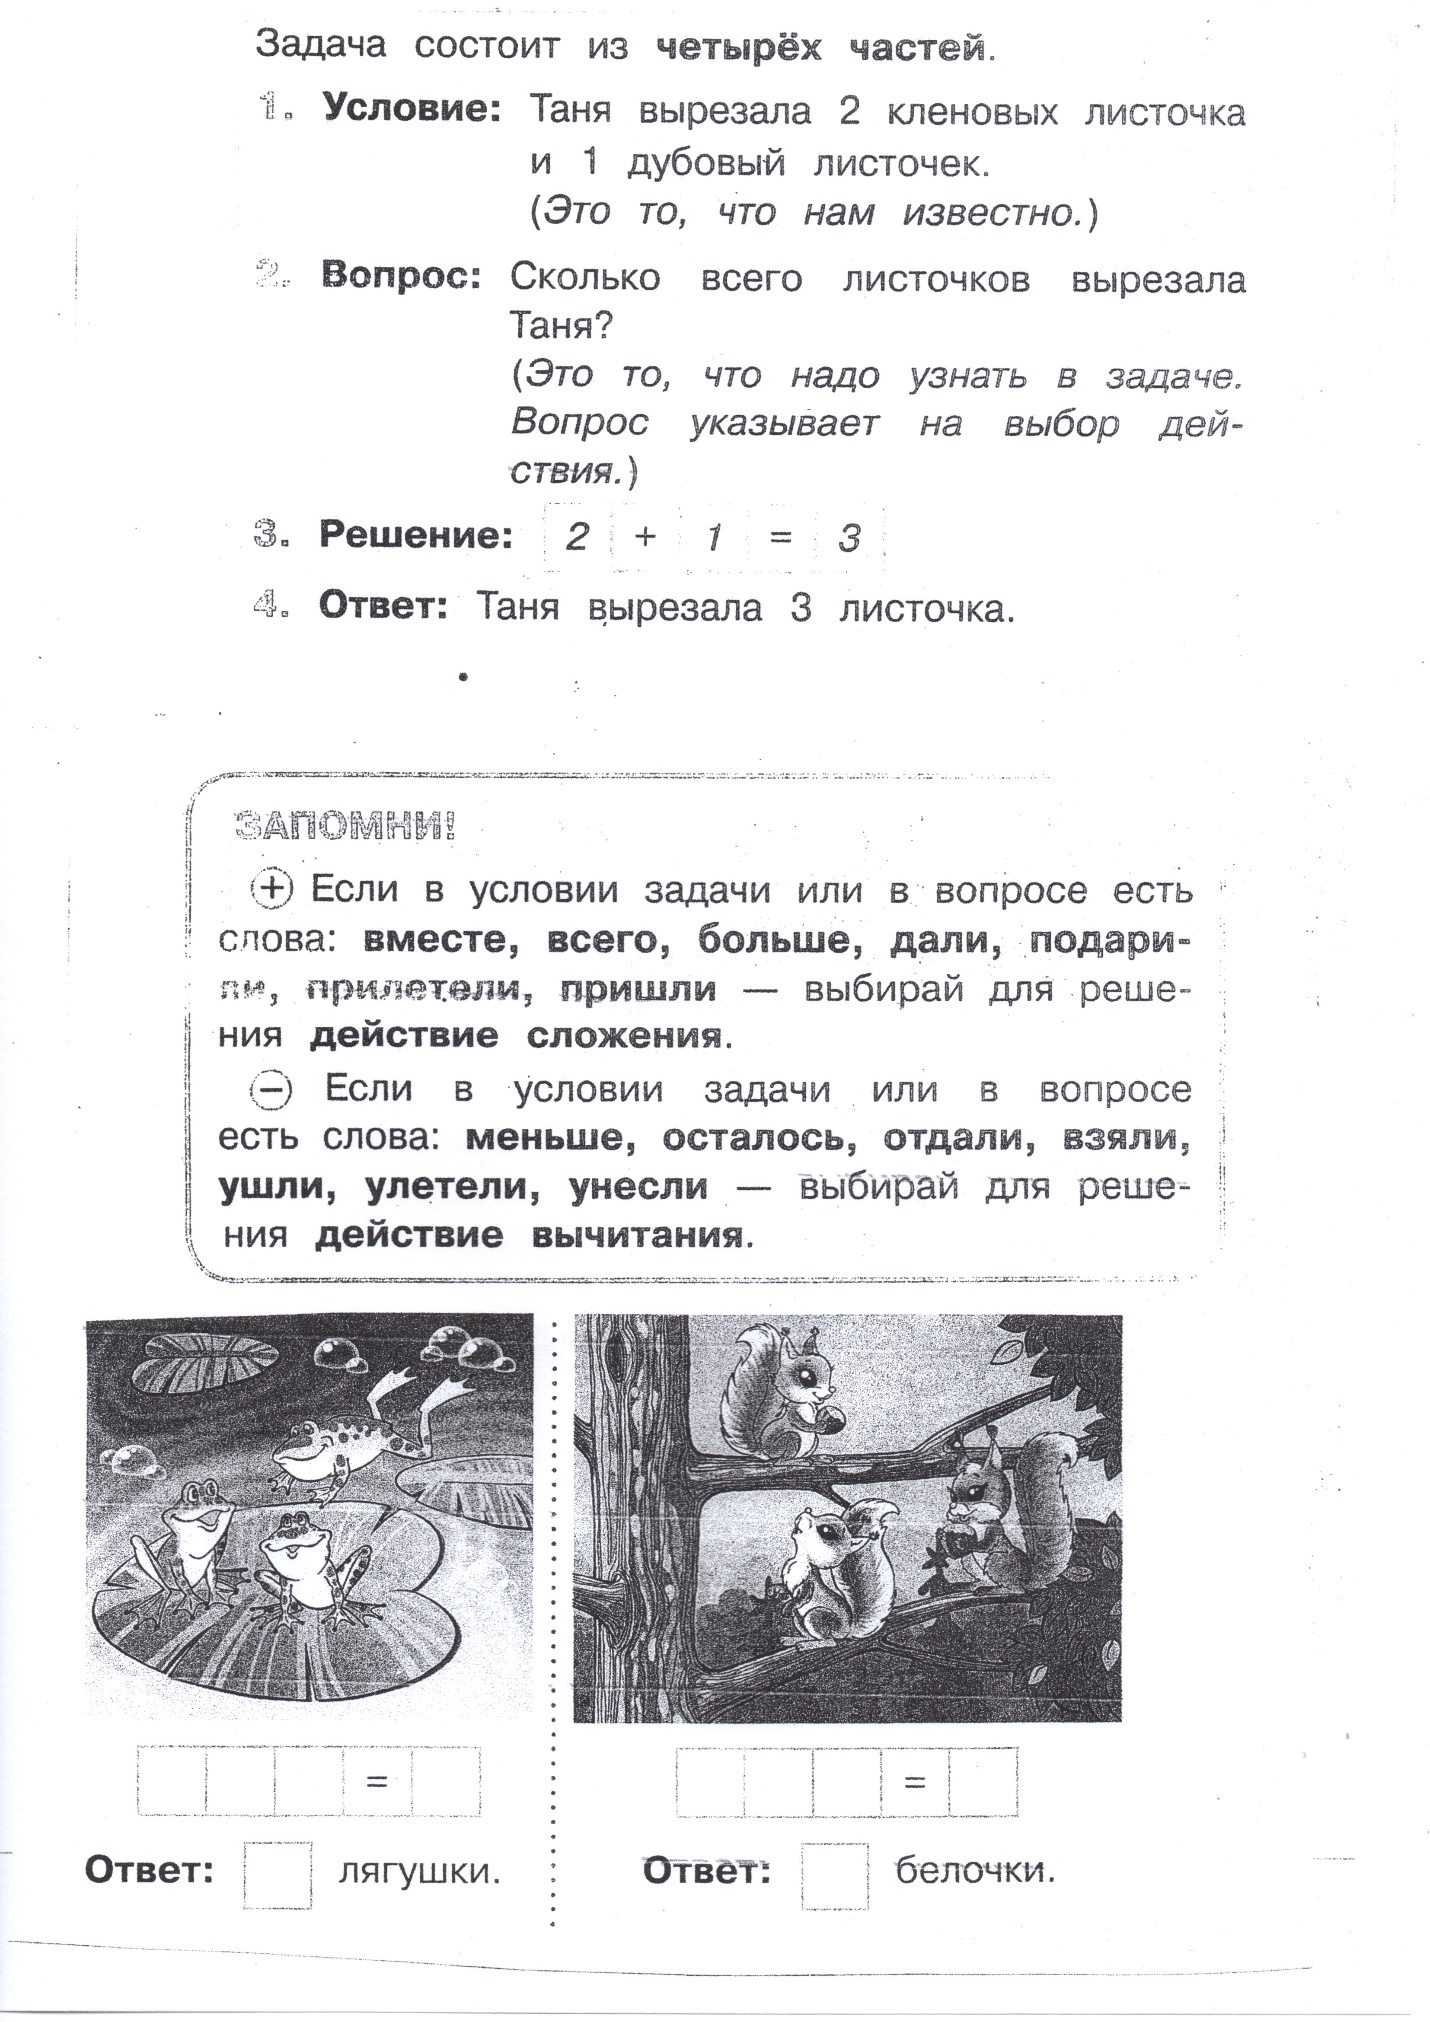 Задача состоит из четырёх частей.
1. Условие: Таня вырезала 2 кленовых листочка
и 1 дубовый листочек.
(Это то, что нам известно.)
2. Вопрос: Сколько всего листочков вырезала
Таня?
(Это то, что надо узнать в задаче.
Вопрос указывает на выбор дей-
ствия.)
3. Решение: 2 + 1 = 3
4. Ответ: Таня вырезала 3 листочка.
ЗАПОМНИ!
+ Если в условии задачи или в вопросе есть
слова: вместе, всего, больше, дали, подари-
ли, прилетели, пришли — выбирай для реше-
ния действие сложения.
− Если в условии задачи или в вопросе
есть слова: меньше, осталось, отдали, взяли,
ушли, улетели, унесли — выбирай для реше-
ния действие вычитания.
=
Ответ: лягушки.
=
Ответ: белочки.